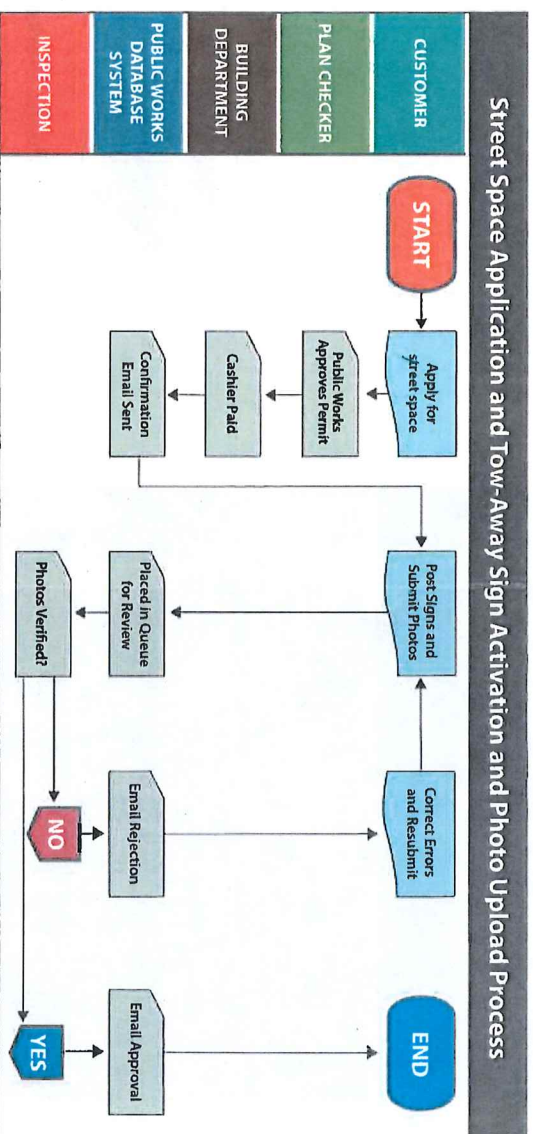 Street Space Application and Tow-Away Sign Activation and Photo Upload Process
CUSTOMER
START
Apply for
street space
Post Signs and
Submit Photos
Correct Errors
and Resubmit
END
PLAN CHECKER
Public Works
Approves Permit
BUILDING
DEPARTMENT
Cashier Paid
PUBLIC WORKS
DATABASE
SYSTEM
Confirmation
Email Sent
Placed in Queue
for Review
Email Rejection
Email Approval
INSPECTION
Photos Verified?
NO
YES